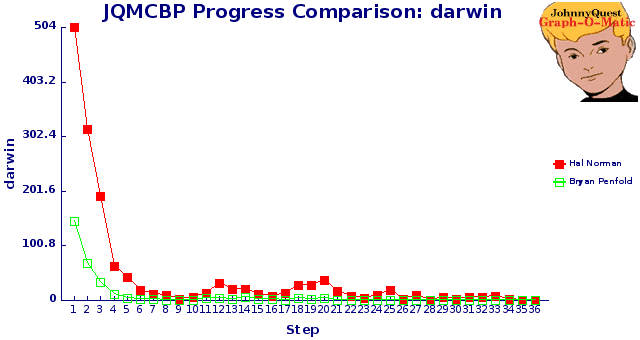 JQMCBP Progress Comparison: darwin
JohnnyQuest
Graph-O-Matic
504
403.2
302.4
201.6
100.8
0
darwin
1 2 3 4 5 6 7 8 9 10 11 12 13 14 15 16 17 18 19 20 21 22 23 24 25 26 27 28 29 30 31 32 33 34 35 36
Step
Hal Norman
Bryan Penfold